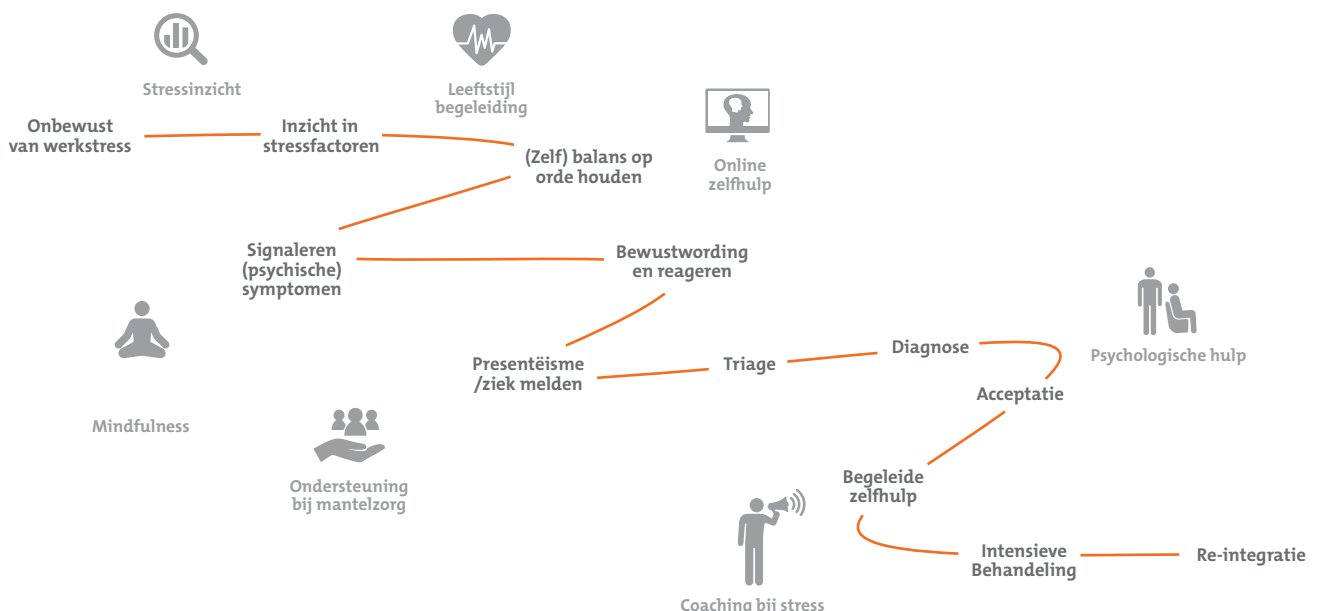 Stressinzicht
Leeftstijl
begeleiding
Onbewust
van werkstress
Inzicht in
stressfactoren
(Zelf) balans op
orde houden
Online
zelfhulp
Signaleren
(psychische)
symptomen
Bewustwording
en reageren
Presentëisme
/ziek melden
Triage
Diagnose
Psychologische hulp
Acceptatie
Mindfulness
Ondersteuning
bij mantelzorg
Begeleide
zelfhulp
Intensieve
Behandeling
Re-integratie
Coaching bij stress